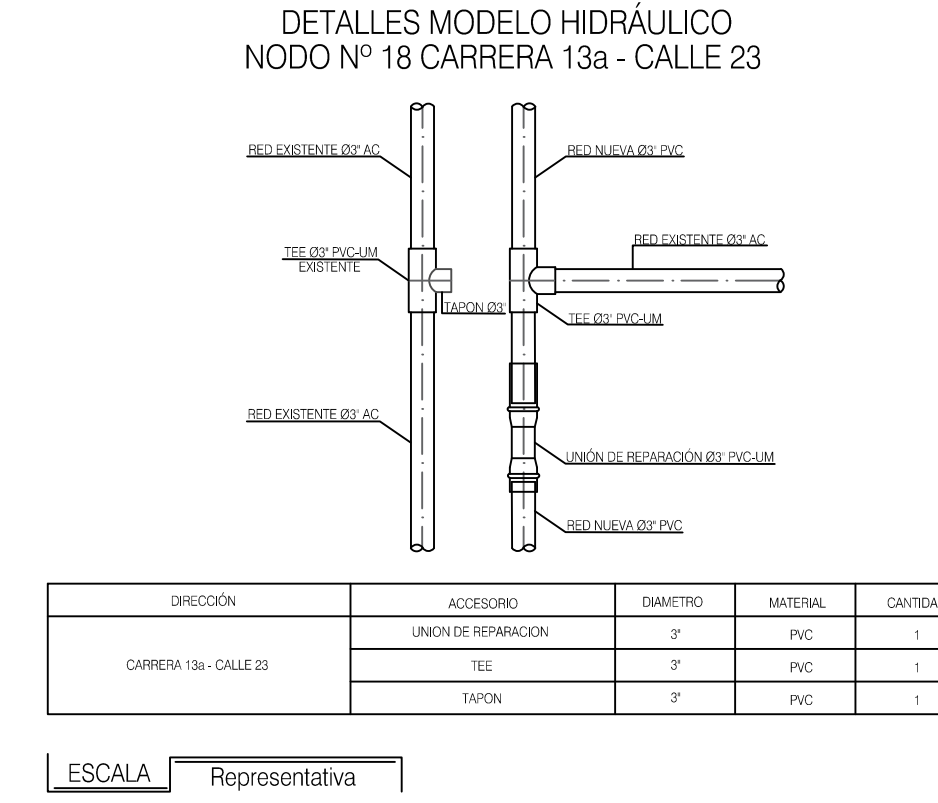 DETALLES MODELO HIDRÁULICO
NODO Nº 18 CARRERA 13a - CALLE 23
RED EXISTENTE Ø3" AC
RED NUEVA Ø3" PVC
RED EXISTENTE Ø3" AC
TEE Ø3" PVC-UM
EXISTENTE
TAPON Ø3"
TEE Ø3" PVC-UM
RED EXISTENTE Ø3" AC
UNIÓN DE REPARACIÓN Ø3" PVC-UM
RED NUEVA Ø3" PVC
DIRECCIÓN ACCESORIO DIAMETRO MATERIAL CANTIDA
UNION DE REPARACION 3" PVC 1
CARRERA 13a - CALLE 23 TEE 3" PVC 1
TAPON 3" PVC 1
ESCALA Representativa